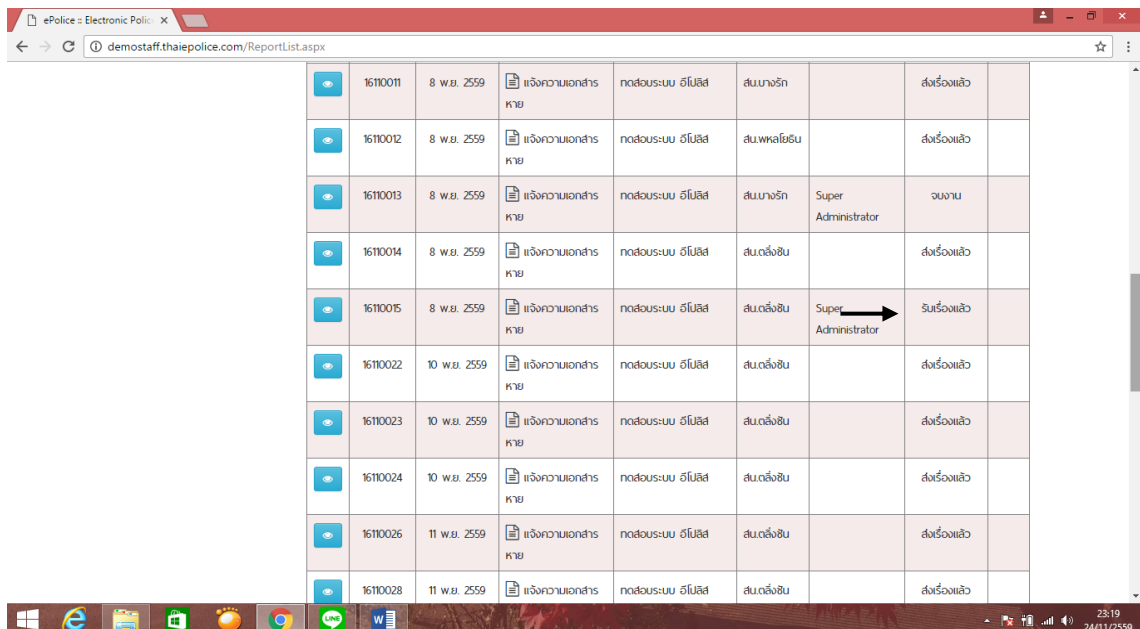 ePolice :: Electronic Polic
demostaff.thaiepolice.com/ReportList.aspx
16110011 8 พ.ย. 2559 แจ้งความเอกสาร ทดสอบระบบ อีโปลิส สน.บางรัก ส่งเรื่องแล้ว
หาย
16110012 8 พ.ย. 2559 แจ้งความเอกสาร ทดสอบระบบ อีโปลิส สน.พหลโยธิน ส่งเรื่องแล้ว
หาย
16110013 8 พ.ย. 2559 แจ้งความเอกสาร ทดสอบระบบ อีโปลิส สน.บางรัก Super จบงาน
หาย Administrator
16110014 8 พ.ย. 2559 แจ้งความเอกสาร ทดสอบระบบ อีโปลิส สน.ตลิ่งชัน ส่งเรื่องแล้ว
หาย
16110015 8 พ.ย. 2559 แจ้งความเอกสาร ทดสอบระบบ อีโปลิส สน.ตลิ่งชัน Super รับเรื่องแล้ว
หาย Administrator
16110022 10 พ.ย. 2559 แจ้งความเอกสาร ทดสอบระบบ อีโปลิส สน.ตลิ่งชัน ส่งเรื่องแล้ว
หาย
16110023 10 พ.ย. 2559 แจ้งความเอกสาร ทดสอบระบบ อีโปลิส สน.ตลิ่งชัน ส่งเรื่องแล้ว
หาย
16110024 10 พ.ย. 2559 แจ้งความเอกสาร ทดสอบระบบ อีโปลิส สน.ตลิ่งชัน ส่งเรื่องแล้ว
หาย
16110026 11 พ.ย. 2559 แจ้งความเอกสาร ทดสอบระบบ อีโปลิส สน.ตลิ่งชัน ส่งเรื่องแล้ว
หาย
16110028 11 พ.ย. 2559 แจ้งความเอกสาร ทดสอบระบบ อีโปลิส สน.ตลิ่งชัน ส่งเรื่องแล้ว
LINE
23:19
24/11/2559